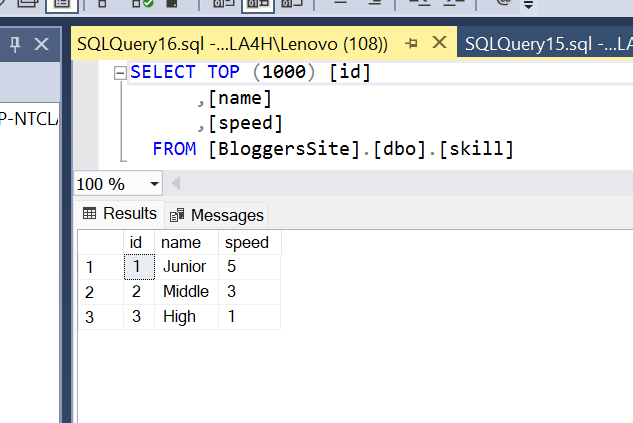 SQLQuery16.sql -...LA4H\Lenovo (108))
SQLQuery15.sql -...L
P-NTCLA
SELECT TOP (1000) [id]
,[name]
,[speed]
FROM [BloggersSite].[dbo].[skill]
100 %
Results Messages
id name speed
1 1 Junior 5
2 2 Middle 3
3 3 High 1